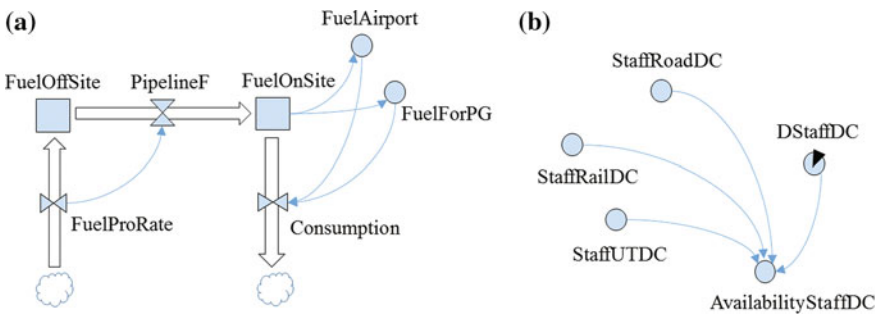 (a)
FuelAirport
FuelOffSite
PipelineF
FuelOnSite
FuelForPG
FuelProRate
Consumption
(b)
StaffRoadDC
DStaffDC
StaffRailDC
StaffUTDC
AvailabilityStaffDC